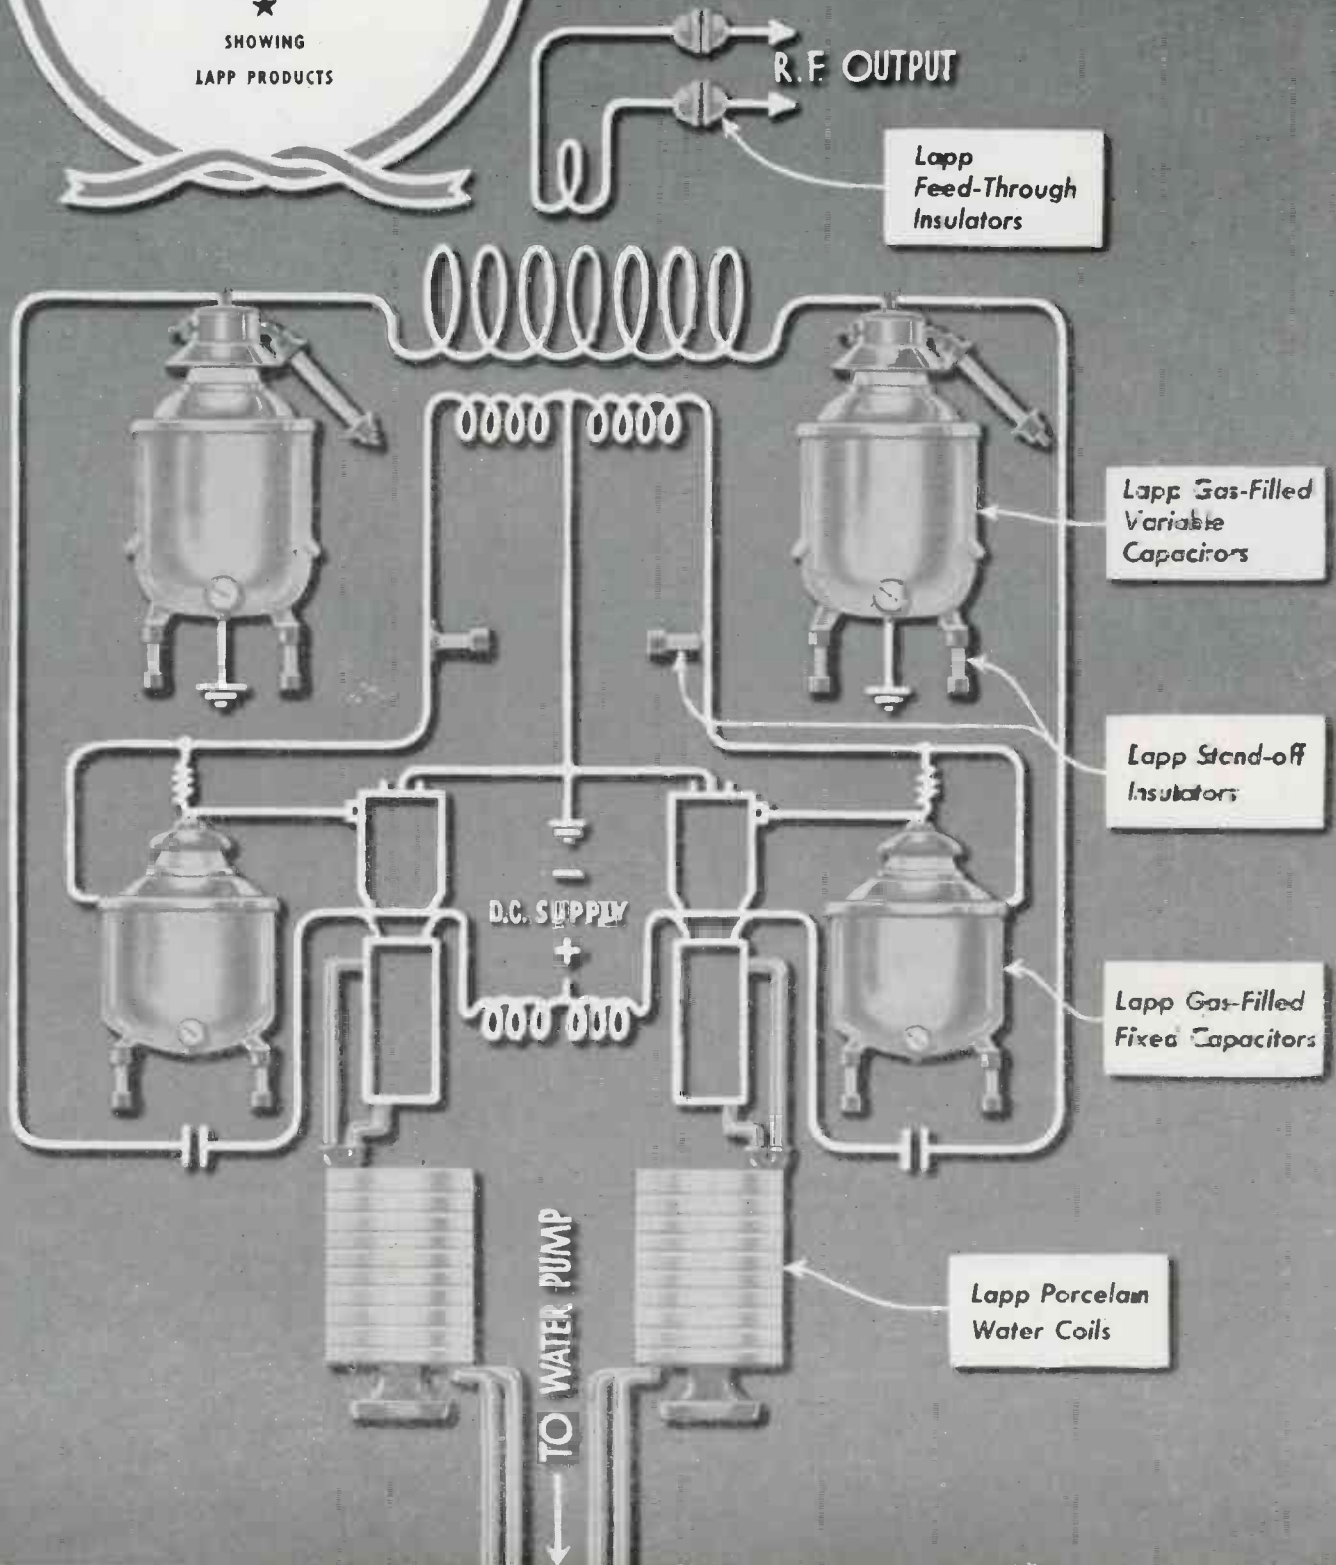 SHOWING
LAPP PRODUCTS
R.F. OUTPUT
Lapp
Feed-Through
Insulators
Lapp Gas-Filled
Variable
Capacitors
Lapp Stand-off
Insulators
D.C. SUPPLY
Lapp Gas-Filled
Fixed Capacitors
Lapp Porcelain
Water Coils
TO WATER PUMP